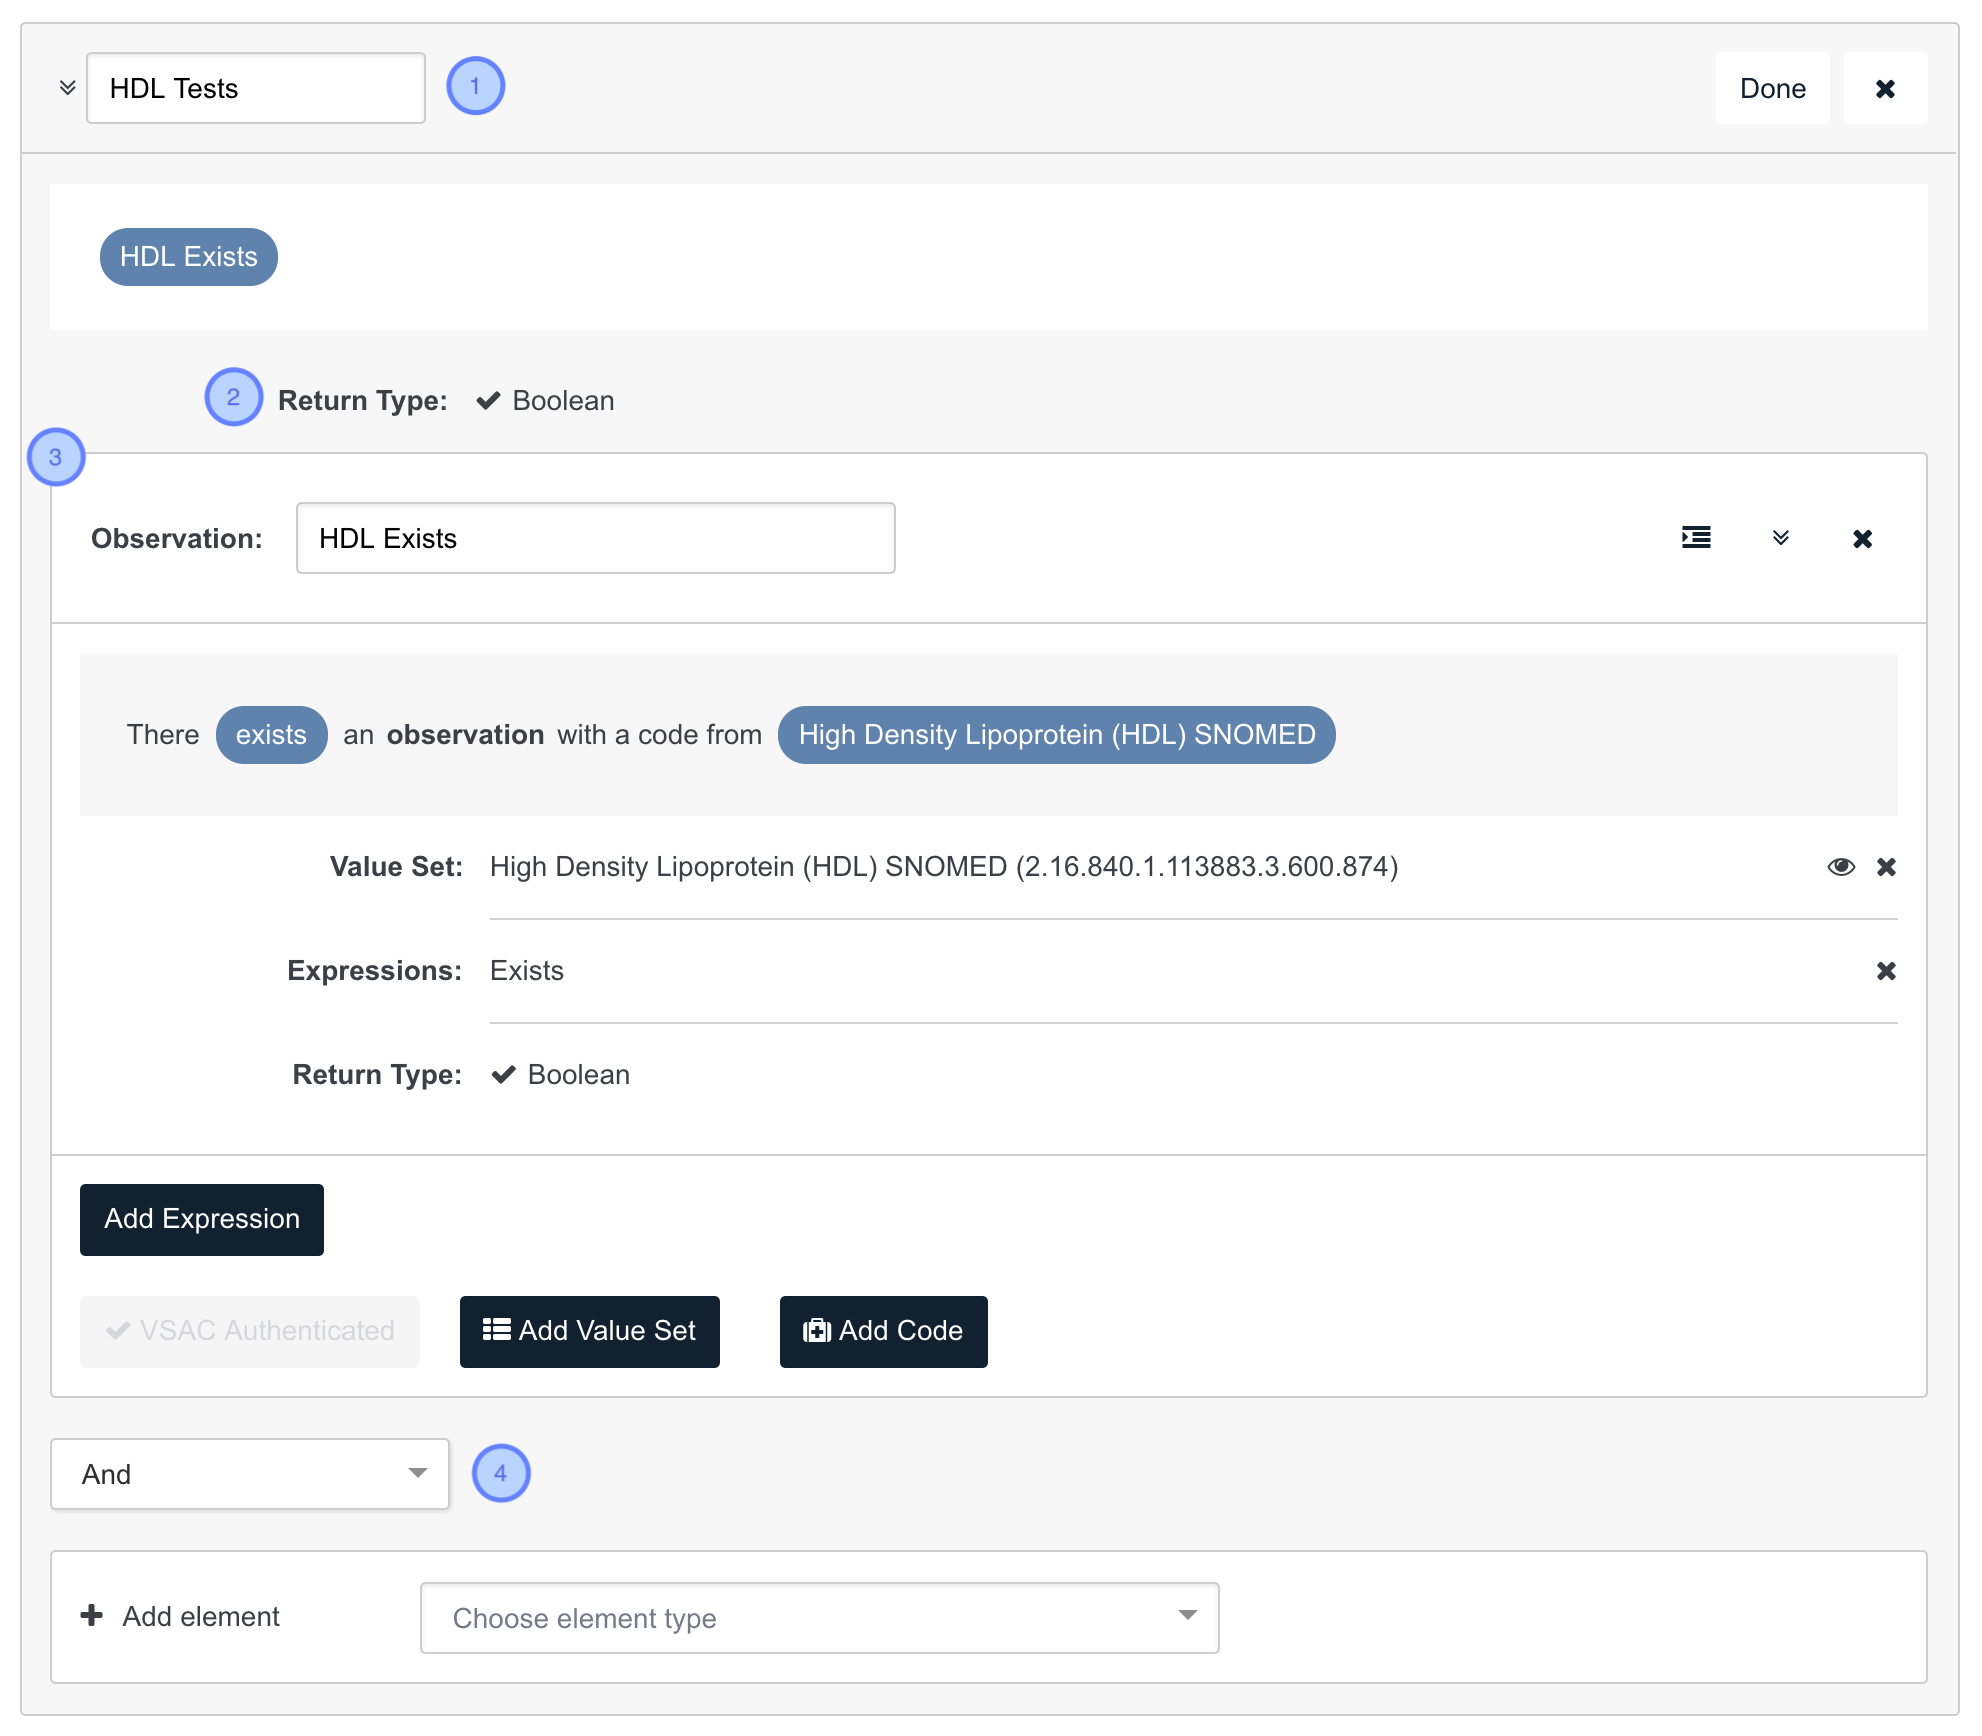 HDL Tests 1 Done
HDL Exists
2 Return Type: Boolean
3
Observation: HDL Exists
There exists an observation with a code from High Density Lipoprotein (HDL) SNOMED
Value Set: High Density Lipoprotein (HDL) SNOMED (2.16.840.1.113883.3.600.874)
Expressions: Exists
Return Type: Boolean
Add Expression
VSAC Authenticated Add Value Set Add Code
And 4
Add element Choose element type